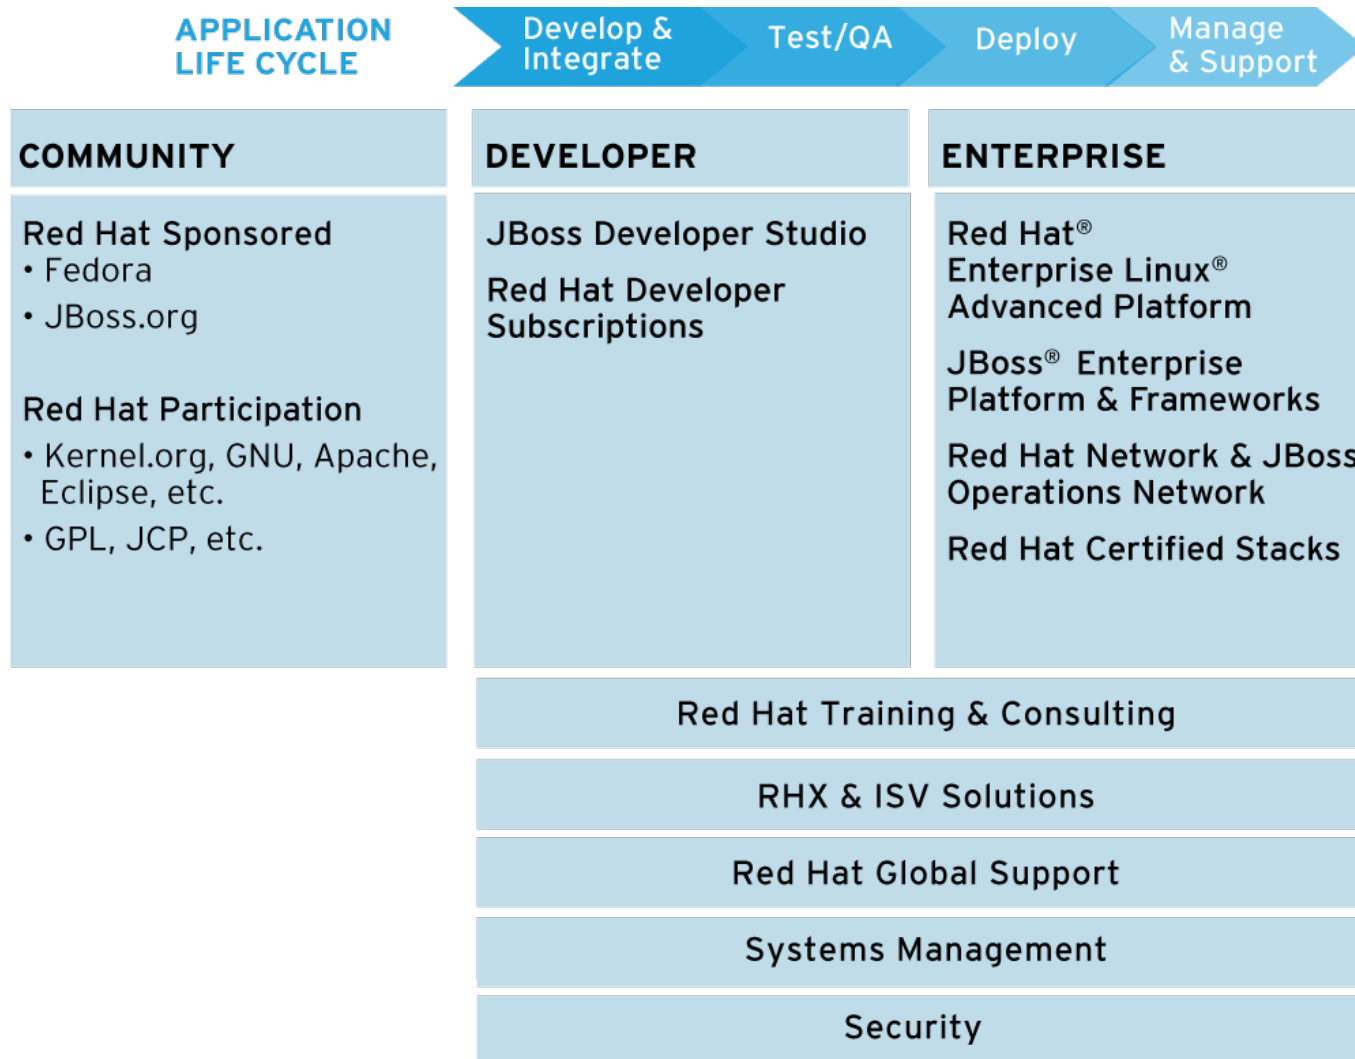 APPLICATION
LIFE CYCLE
Develop &
Integrate
Test/QA
Deploy
Manage
& Support
COMMUNITY
Red Hat Sponsored
• Fedora
• JBoss.org
Red Hat Participation
• Kernel.org, GNU, Apache,
Eclipse, etc.
• GPL, JCP, etc.
DEVELOPER
JBoss Developer Studio
Red Hat Developer
Subscriptions
ENTERPRISE
Red Hat®
Enterprise Linux®
Advanced Platform
JBoss® Enterprise
Platform & Frameworks
Red Hat Network & JBoss
Operations Network
Red Hat Certified Stacks
Red Hat Training & Consulting
RHX & ISV Solutions
Red Hat Global Support
Systems Management
Security